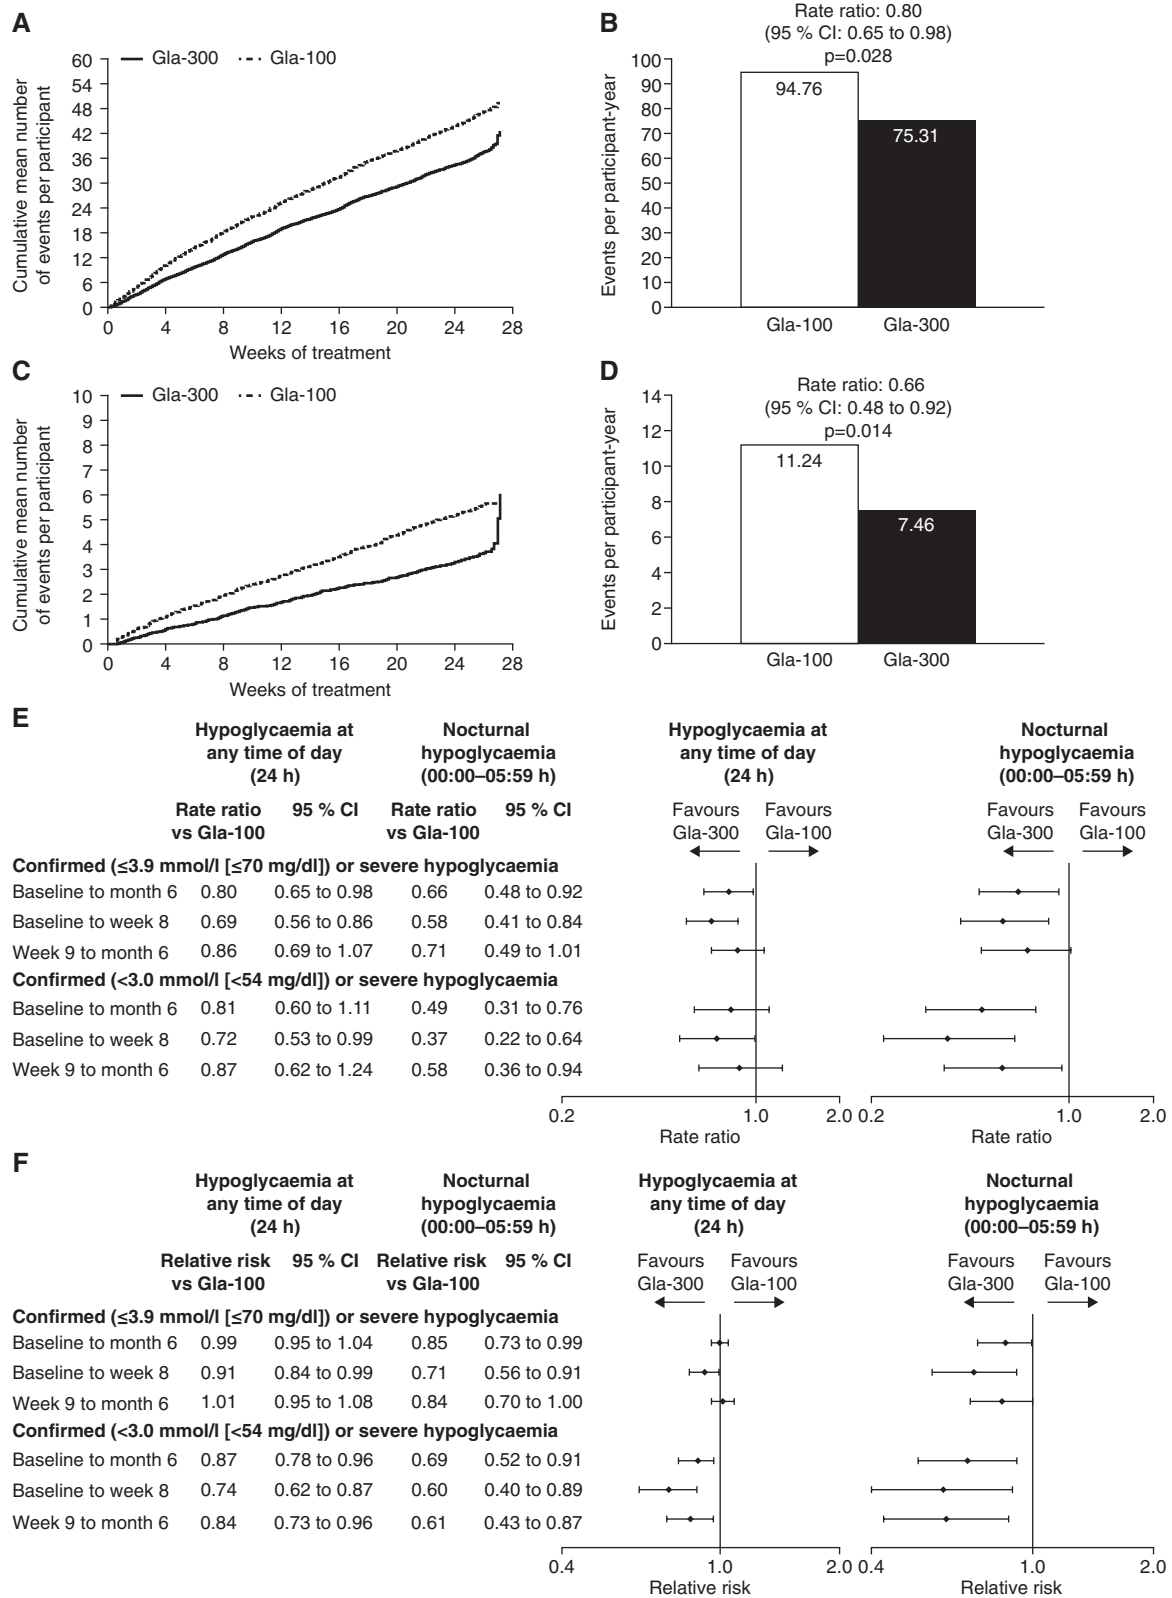 A
Gla-300 Gla-100
60
54
48
42
36
30
24
18
12
6
0
Cumulative mean number
of events per participant
0 4 8 12 16 20 24 28
Weeks of treatment
B
Rate ratio: 0.80
(95 % CI: 0.65 to 0.98)
p=0.028
100
90
80
70
60
50
40
30
20
10
0
Events per participant-year
94.76
75.31
Gla-100 Gla-300
C
Gla-300 Gla-100
10
9
8
7
6
5
4
3
2
1
0
Cumulative mean number
of events per participant
0 4 8 12 16 20 24 28
Weeks of treatment
D
Rate ratio: 0.66
(95 % CI: 0.48 to 0.92)
p=0.014
14
12
10
8
6
4
2
0
Events per participant-year
11.24
7.46
Gla-100 Gla-300
E
Hypoglycaemia at
any time of day
(24 h)
Nocturnal
hypoglycaemia
(00:00–05:59 h)
Hypoglycaemia at
any time of day
(24 h)
Nocturnal
hypoglycaemia
(00:00–05:59 h)
Rate ratio
vs Gla-100
95 % CI
Rate ratio
vs Gla-100
95 % CI
Favours
Gla-300
Favours
Gla-100
Favours
Gla-300
Favours
Gla-100
Confirmed (≤3.9 mmol/l [≤70 mg/dl]) or severe hypoglycaemia
Baseline to month 6 0.80 0.65 to 0.98 0.66 0.48 to 0.92
Baseline to week 8 0.69 0.56 to 0.86 0.58 0.41 to 0.84
Week 9 to month 6 0.86 0.69 to 1.07 0.71 0.49 to 1.01
Confirmed (<3.0 mmol/l [<54 mg/dl]) or severe hypoglycaemia
Baseline to month 6 0.81 0.60 to 1.11 0.49 0.31 to 0.76
Baseline to week 8 0.72 0.53 to 0.99 0.37 0.22 to 0.64
Week 9 to month 6 0.87 0.62 to 1.24 0.58 0.36 to 0.94
0.2 1.0 2.0 0.2 1.0 2.0
Rate ratio Rate ratio
F
Hypoglycaemia at
any time of day
(24 h)
Nocturnal
hypoglycaemia
(00:00–05:59 h)
Hypoglycaemia at
any time of day
(24 h)
Nocturnal
hypoglycaemia
(00:00–05:59 h)
Relative risk
vs Gla-100
95 % CI
Relative risk
vs Gla-100
95 % CI
Favours
Gla-300
Favours
Gla-100
Favours
Gla-300
Favours
Gla-100
Confirmed (≤3.9 mmol/l [≤70 mg/dl]) or severe hypoglycaemia
Baseline to month 6 0.99 0.95 to 1.04 0.85 0.73 to 0.99
Baseline to week 8 0.91 0.84 to 0.99 0.71 0.56 to 0.91
Week 9 to month 6 1.01 0.95 to 1.08 0.84 0.70 to 1.00
Confirmed (<3.0 mmol/l [<54 mg/dl]) or severe hypoglycaemia
Baseline to month 6 0.87 0.78 to 0.96 0.69 0.52 to 0.91
Baseline to week 8 0.74 0.62 to 0.87 0.60 0.40 to 0.89
Week 9 to month 6 0.84 0.73 to 0.96 0.61 0.43 to 0.87
0.4 1.0 2.0 0.4 1.0 2.0
Relative risk Relative risk